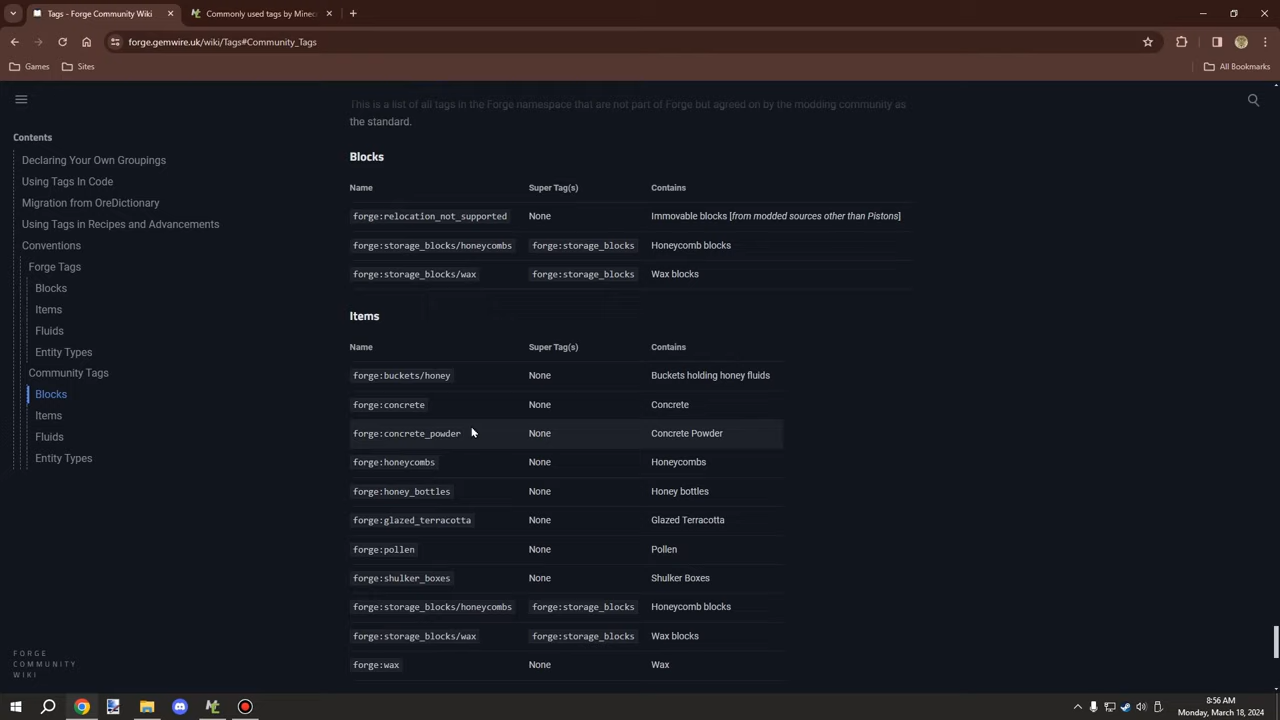 Tags - Forge Community Wiki
Commonly used tags by Minec
forge.gemwire.uk/wiki/Tags#Community_Tags
Games
Sites
All Bookmarks
This is a list of all tags in the Forge namespace that are not part of Forge but agreed on by the modding community as
the standard.
Contents
Declaring Your Own Groupings
Using Tags In Code
Migration from OreDictionary
Using Tags in Recipes and Advancements
Conventions
Forge Tags
Blocks
Items
Fluids
Entity Types
Community Tags
Blocks
Items
Fluids
Entity Types
FORGE
COMMUNITY
WIKI
Blocks
Name Super Tag(s) Contains
forge:relocation_not_supported None Immovable blocks [from modded sources other than Pistons]
forge:storage_blocks/honeycombs forge:storage_blocks Honeycomb blocks
forge:storage_blocks/wax forge:storage_blocks Wax blocks
Items
Name Super Tag(s) Contains
forge:buckets/honey None Buckets holding honey fluids
forge:concrete None Concrete
forge:concrete_powder None Concrete Powder
forge:honeycombs None Honeycombs
forge:honey_bottles None Honey bottles
forge:glazed_terracotta None Glazed Terracotta
forge:pollen None Pollen
forge:shulker_boxes None Shulker Boxes
forge:storage_blocks/honeycombs forge:storage_blocks Honeycomb blocks
forge:storage_blocks/wax forge:storage_blocks Wax blocks
forge:wax None Wax
8:56 AM
Monday, March 18, 2024